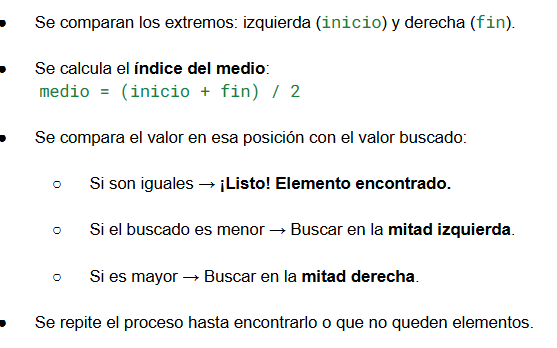 ● Se comparan los extremos: izquierda (inicio) y derecha (fin).
● Se calcula el índice del medio:
medio = (inicio + fin) / 2
● Se compara el valor en esa posición con el valor buscado:
○ Si son iguales → ¡Listo! Elemento encontrado.
○ Si el buscado es menor → Buscar en la mitad izquierda.
○ Si es mayor → Buscar en la mitad derecha.
● Se repite el proceso hasta encontrarlo o que no queden elementos.